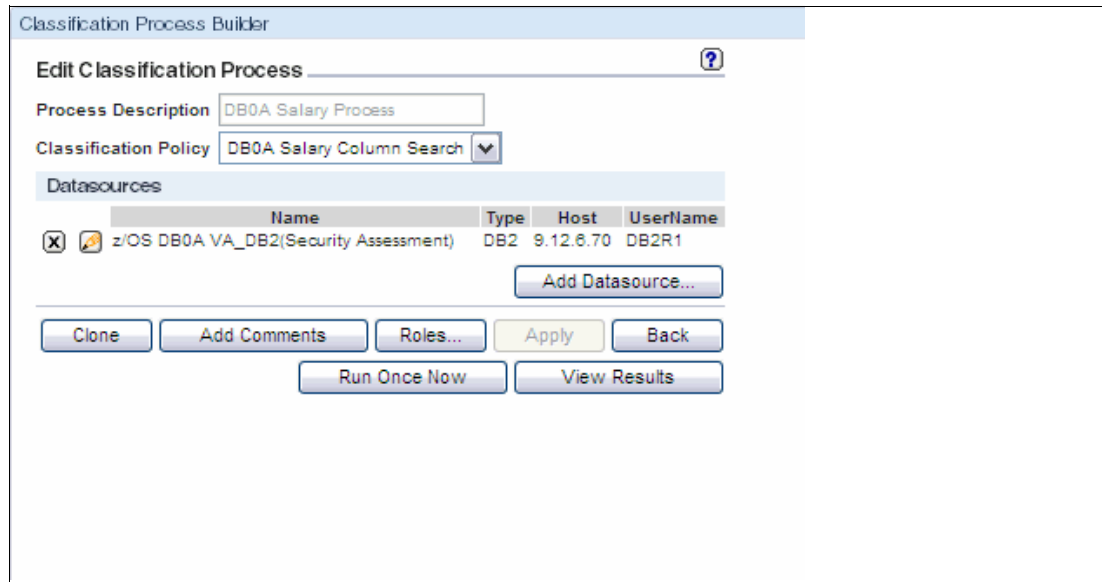 Classification Process Builder
Edit Classification Process
?
Process Description DB0A Salary Process
Classification Policy DB0A Salary Column Search
Datasources
Name Type Host UserName
X z/OS DB0A VA_DB2(Security Assessment) DB2 9.12.6.70 DB2R1
Add Datasource...
Clone Add Comments Roles... Apply Back
Run Once Now View Results